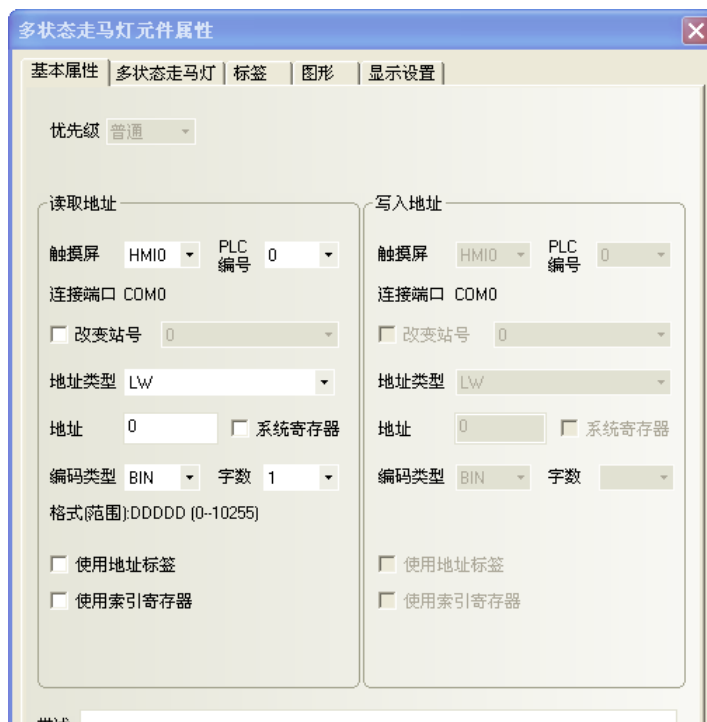 多状态走马灯元件属性
基本属性 多状态走马灯 标签 图形 显示设置
优先级 普通
读取地址
触摸屏 HMI0 PLC编号 0
连接端口 COM0
改变站号 0
地址类型 LW
地址 0 系统寄存器
编码类型 BIN 字数 1
格式(范围):DDDDD (0--10255)
使用地址标签
使用索引寄存器
写入地址
触摸屏 HMI0 PLC编号 0
连接端口 COM0
改变站号 0
地址类型 LW
地址 0 系统寄存器
编码类型 BIN 字数
使用地址标签
使用索引寄存器